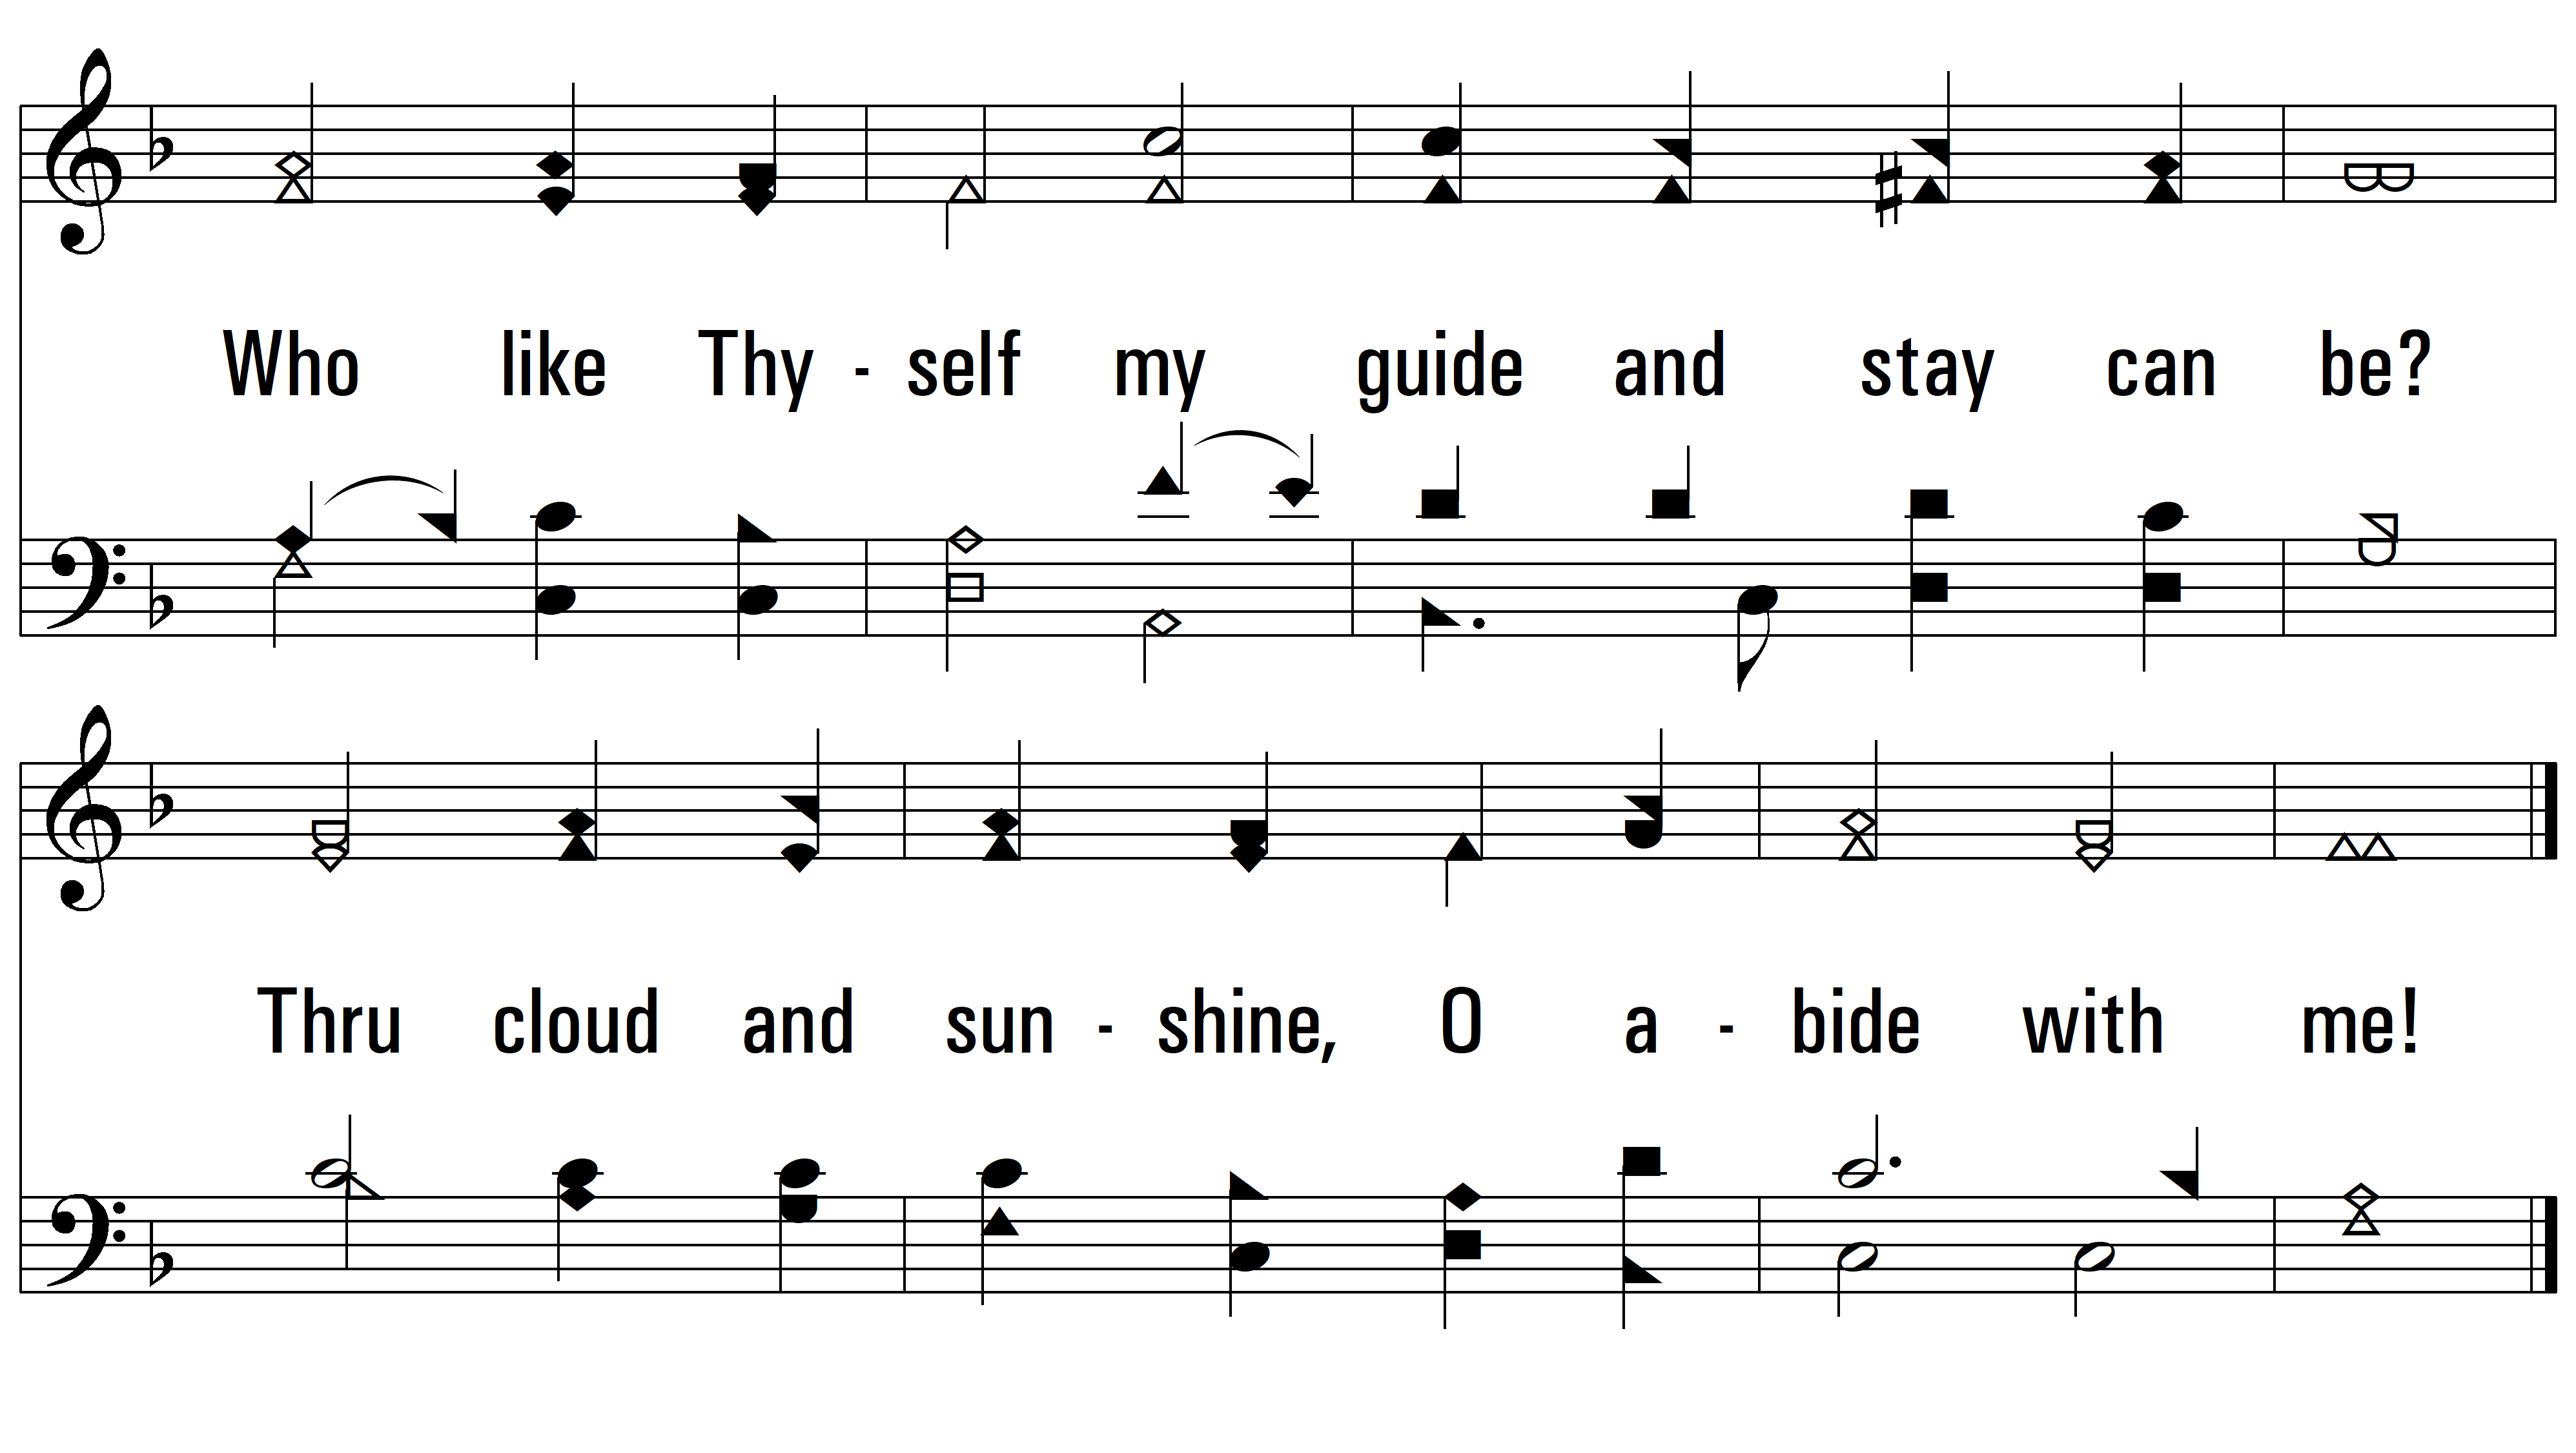 Who like Thy - self my guide and stay can be?
Thru cloud and sun - shine, O a - bide with me!